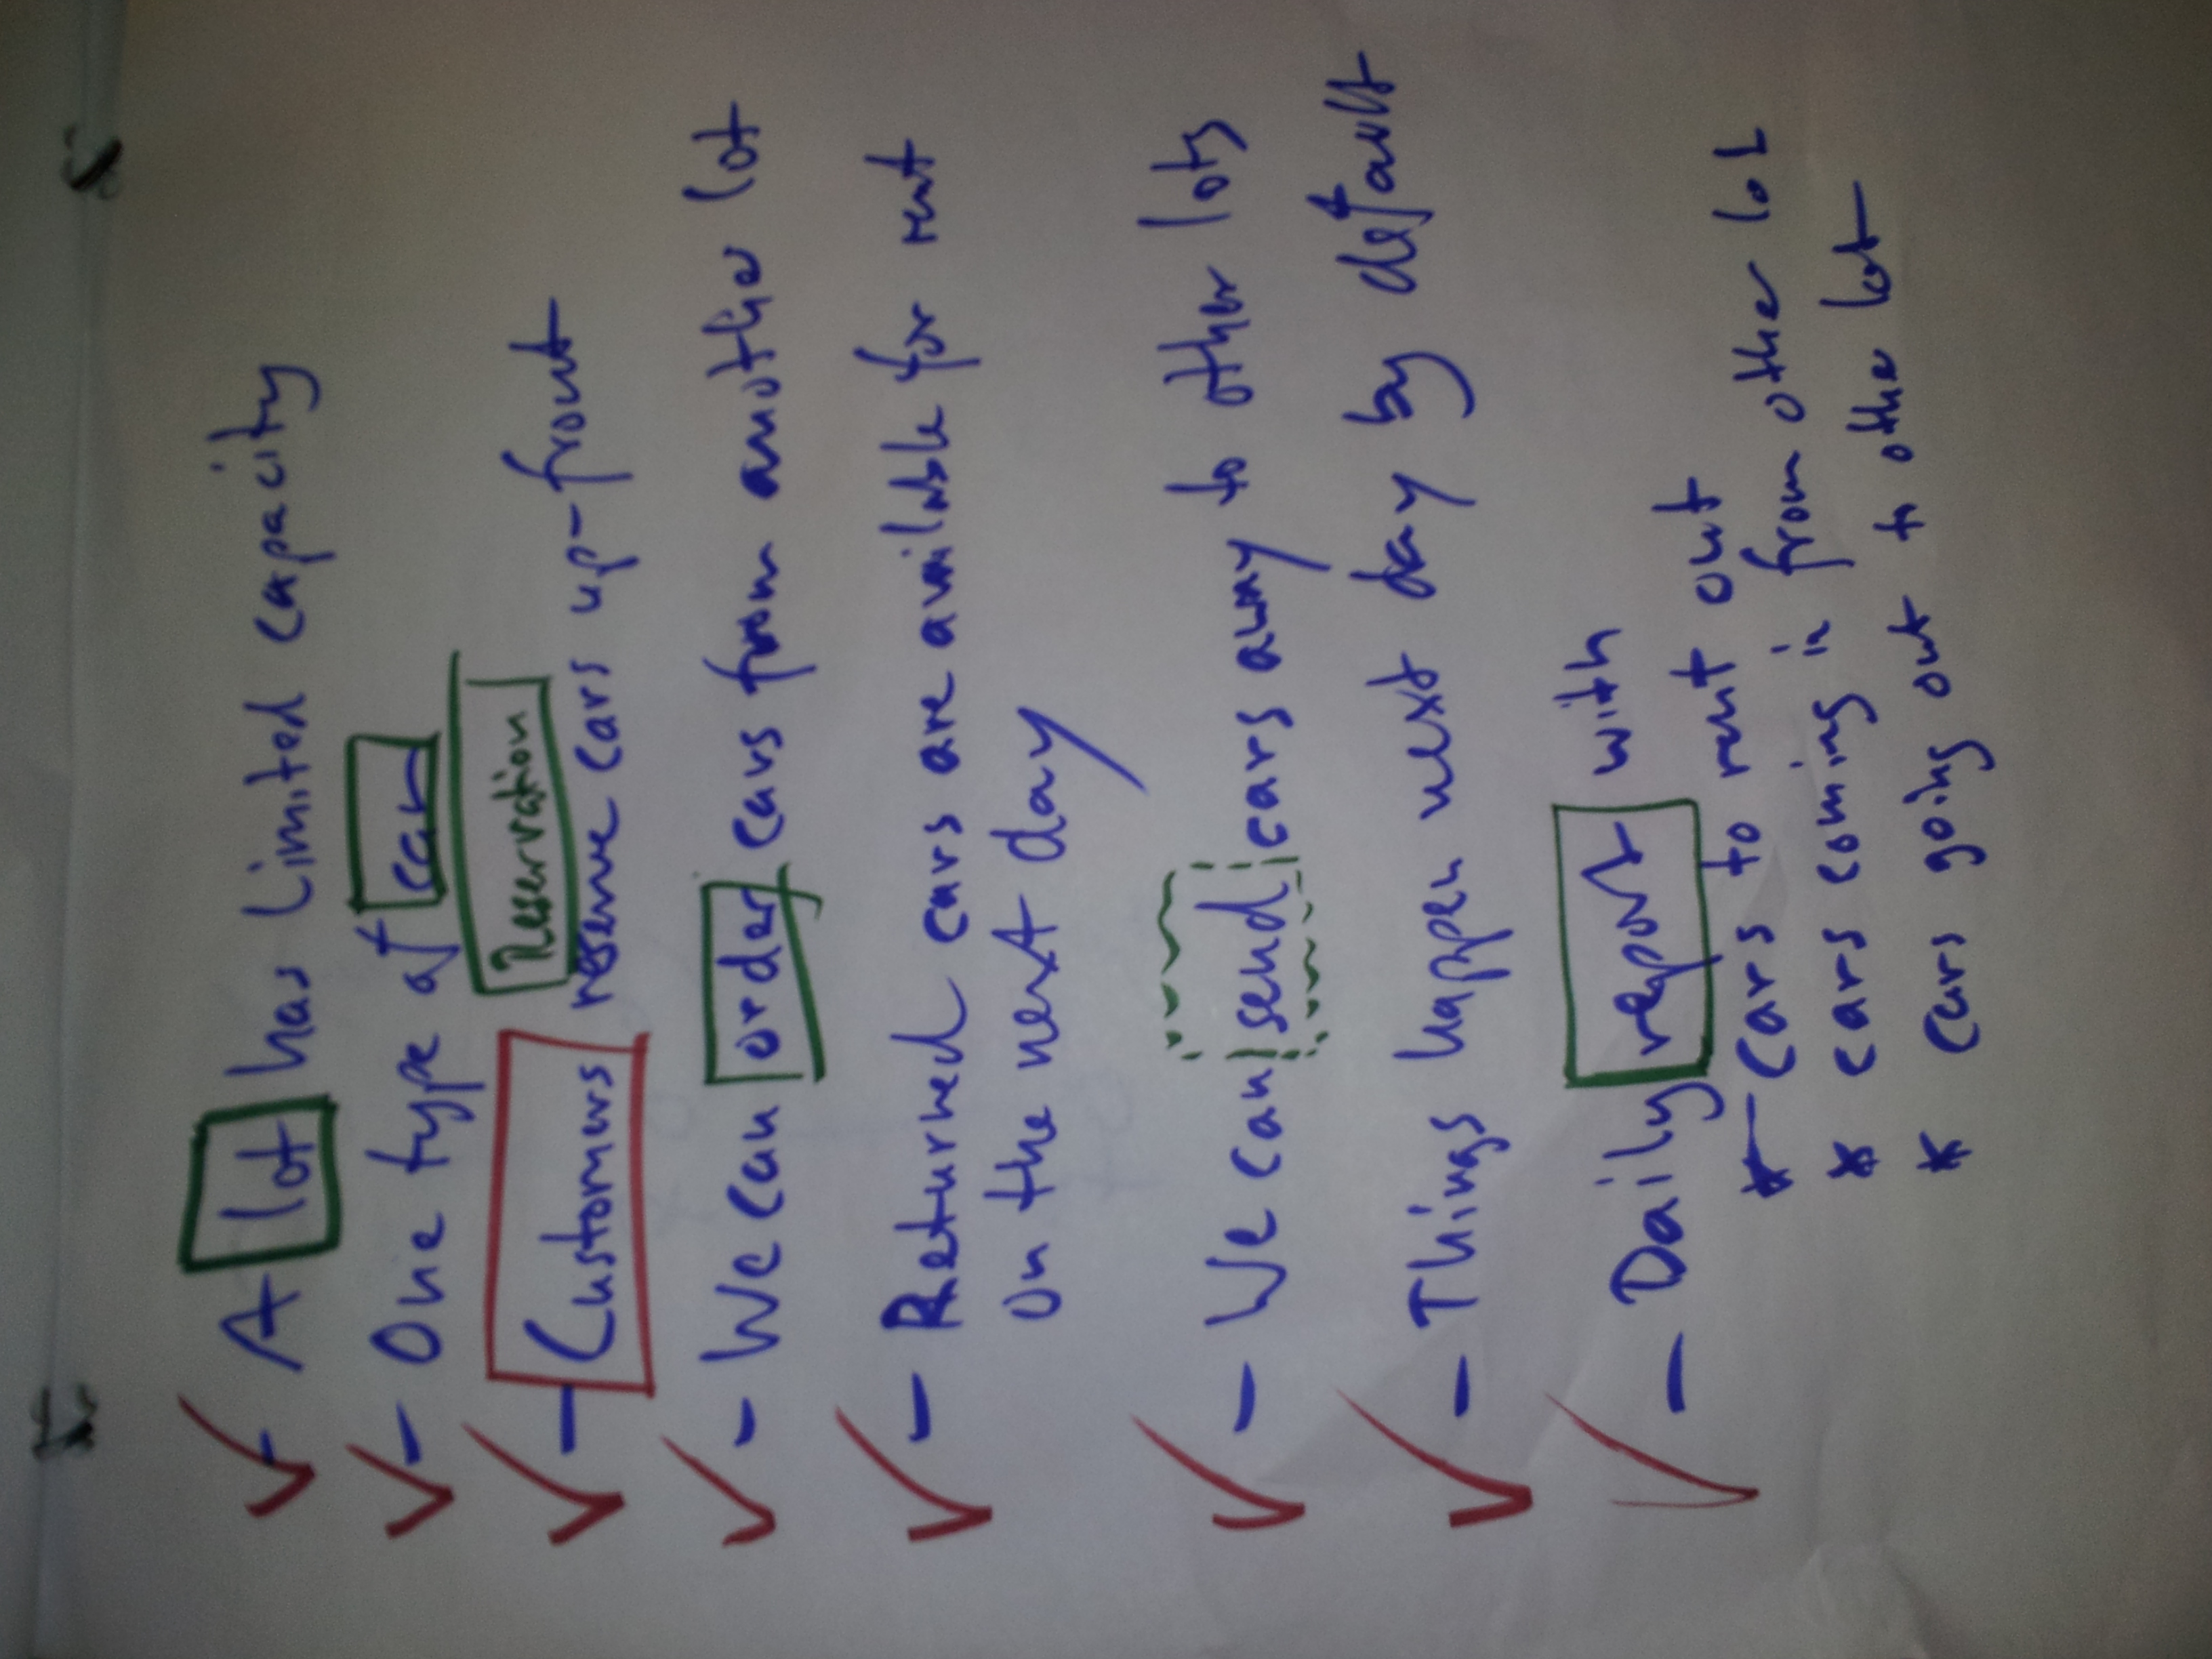 - A lot has limited capacity
- One type of car
Reservation
- Customers reserve cars up-front
- We can order cars from another lot
- Returned cars are available for rent
on the next day
- We can send cars away to other lots
- Things happen next day by default
- Daily report with
* cars to rent out
* cars coming in from other lot
* cars going out to other lot